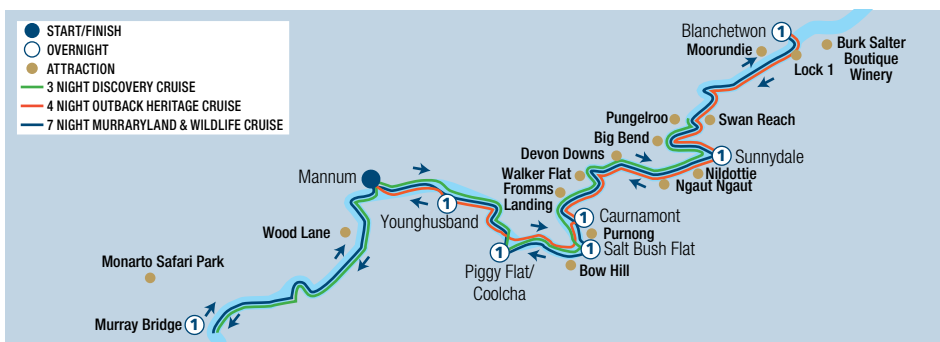 START/FINISH
1 OVERNIGHT
ATTRACTION
3 NIGHT DISCOVERY CRUISE
4 NIGHT OUTBACK HERITAGE CRUISE
7 NIGHT MURRARYLAND & WILDLIFE CRUISE
Blanchetwon 1
Moorundie
Burk Salter
Boutique
Winery
Lock 1
Pungelroo
Swan Reach
Big Bend
Devon Downs
1 Sunnydale
Walker Flat
Nildottie
Ngaut Ngaut
Fromms
Landing
Mannum
1
Younghusband
1 Caurnamont
Purnong
1 Salt Bush Flat
Wood Lane
1
Piggy Flat/
Coolcha
Bow Hill
Monarto Safari Park
Murray Bridge 1